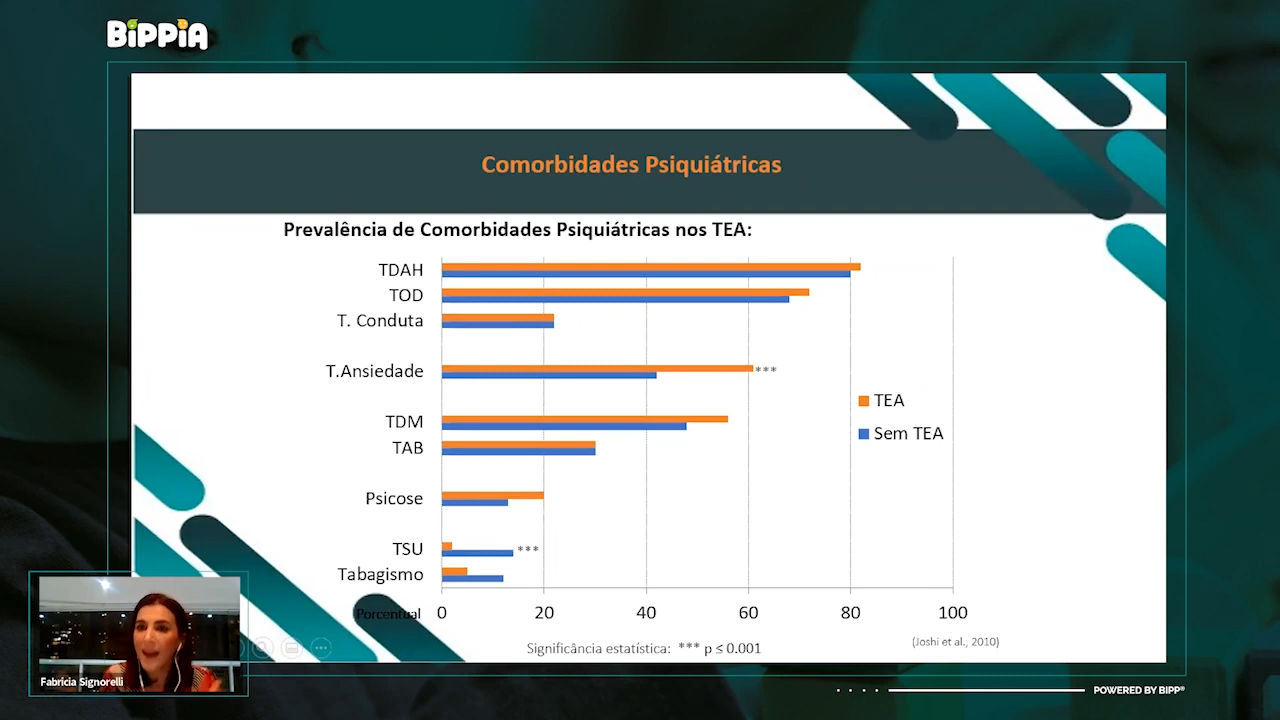 BiPPiA
Comorbidades Psiquiátricas
Prevalência de Comorbidades Psiquiátricas nos TEA:
TDAH
TOD
T. Conduta
T.Ansiedade
***
TDM
TAB
Psicose
TSU
***
Tabagismo
TEA
Sem TEA
Porcentual
0 20 40 60 80 100
Significância estatística: *** p ≤ 0.001
(Joshi et al., 2010)
Fabricia Signorelli
POWERED BY BIPP®